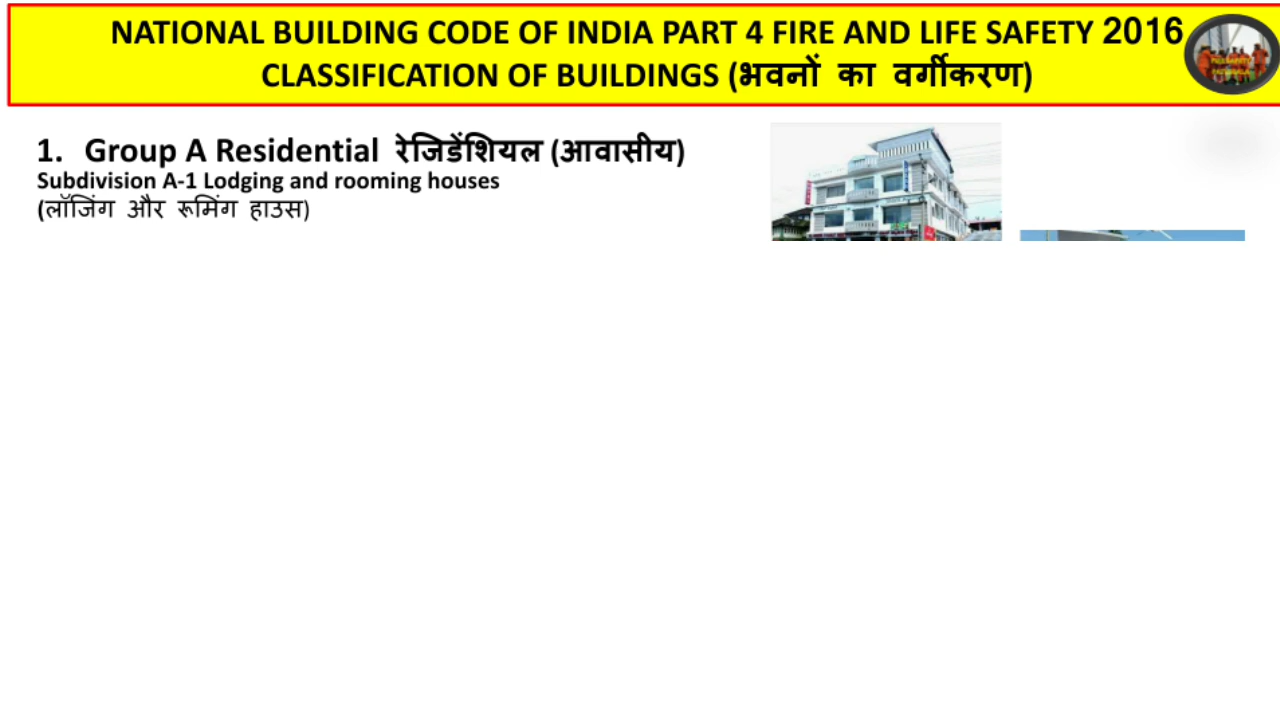 NATIONAL BUILDING CODE OF INDIA PART 4 FIRE AND LIFE SAFETY 2016
CLASSIFICATION OF BUILDINGS (भवनों का वर्गीकरण)
1. Group A Residential रेजिडेंशियल (आवासीय)
Subdivision A-1 Lodging and rooming houses
(लॉजिंग और रूमिंग हाउस)